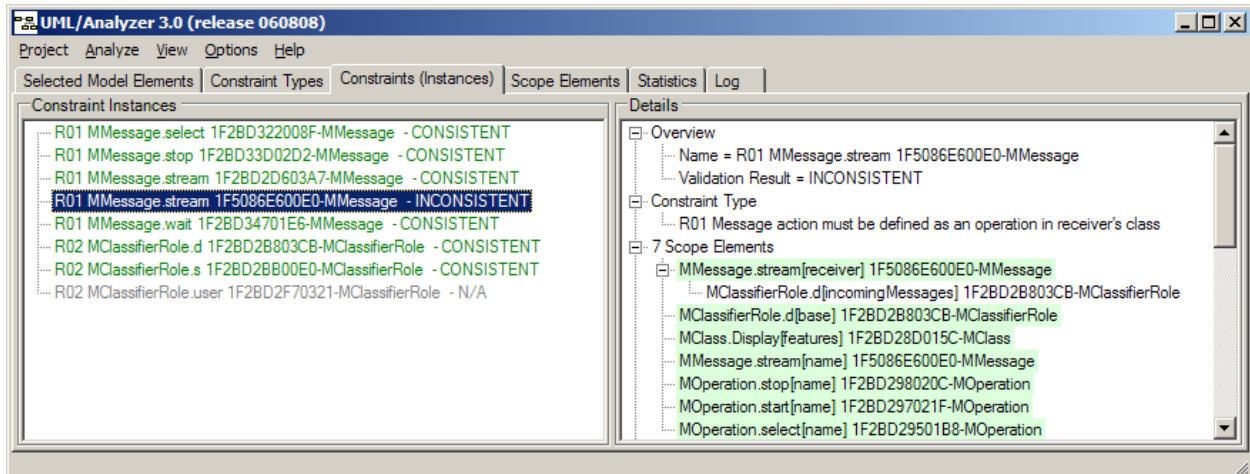 UML/Analyzer 3.0 (release 060808)
Project Analyze View Options Help
Selected Model Elements Constraint Types Constraints (Instances) Scope Elements Statistics Log
Constraint Instances
R01 MMessage.select 1F2BD322008F-MMessage - CONSISTENT
R01 MMessage.stop 1F2BD33D02D2-MMessage - CONSISTENT
R01 MMessage.stream 1F2BD2D603A7-MMessage - CONSISTENT
R01 MMessage.stream 1F5086E600E0-MMessage - INCONSISTENT
R01 MMessage.wait 1F2BD34701E6-MMessage - CONSISTENT
R02 MClassifierRole.d 1F2BD2B803CB-MClassifierRole - CONSISTENT
R02 MClassifierRole.s 1F2BD2BB00E0-MClassifierRole - CONSISTENT
R02 MClassifierRole.user 1F2BD2F70321-MClassifierRole - N/A
Details
Overview
Name = R01 MMessage.stream 1F5086E600E0-MMessage
Validation Result = INCONSISTENT
Constraint Type
R01 Message action must be defined as an operation in receiver's class
7 Scope Elements
MMessage.stream[receiver] 1F5086E600E0-MMessage
MClassifierRole.d[incomingMessages] 1F2BD2B803CB-MClassifierRole
MClassifierRole.d[base] 1F2BD2B803CB-MClassifierRole
MClass.Display[features] 1F2BD28D015C-MClass
MMessage.stream[name] 1F5086E600E0-MMessage
MOperation.stop[name] 1F2BD298020C-MOperation
MOperation.start[name] 1F2BD297021F-MOperation
MOperation.select[name] 1F2BD29501B8-MOperation